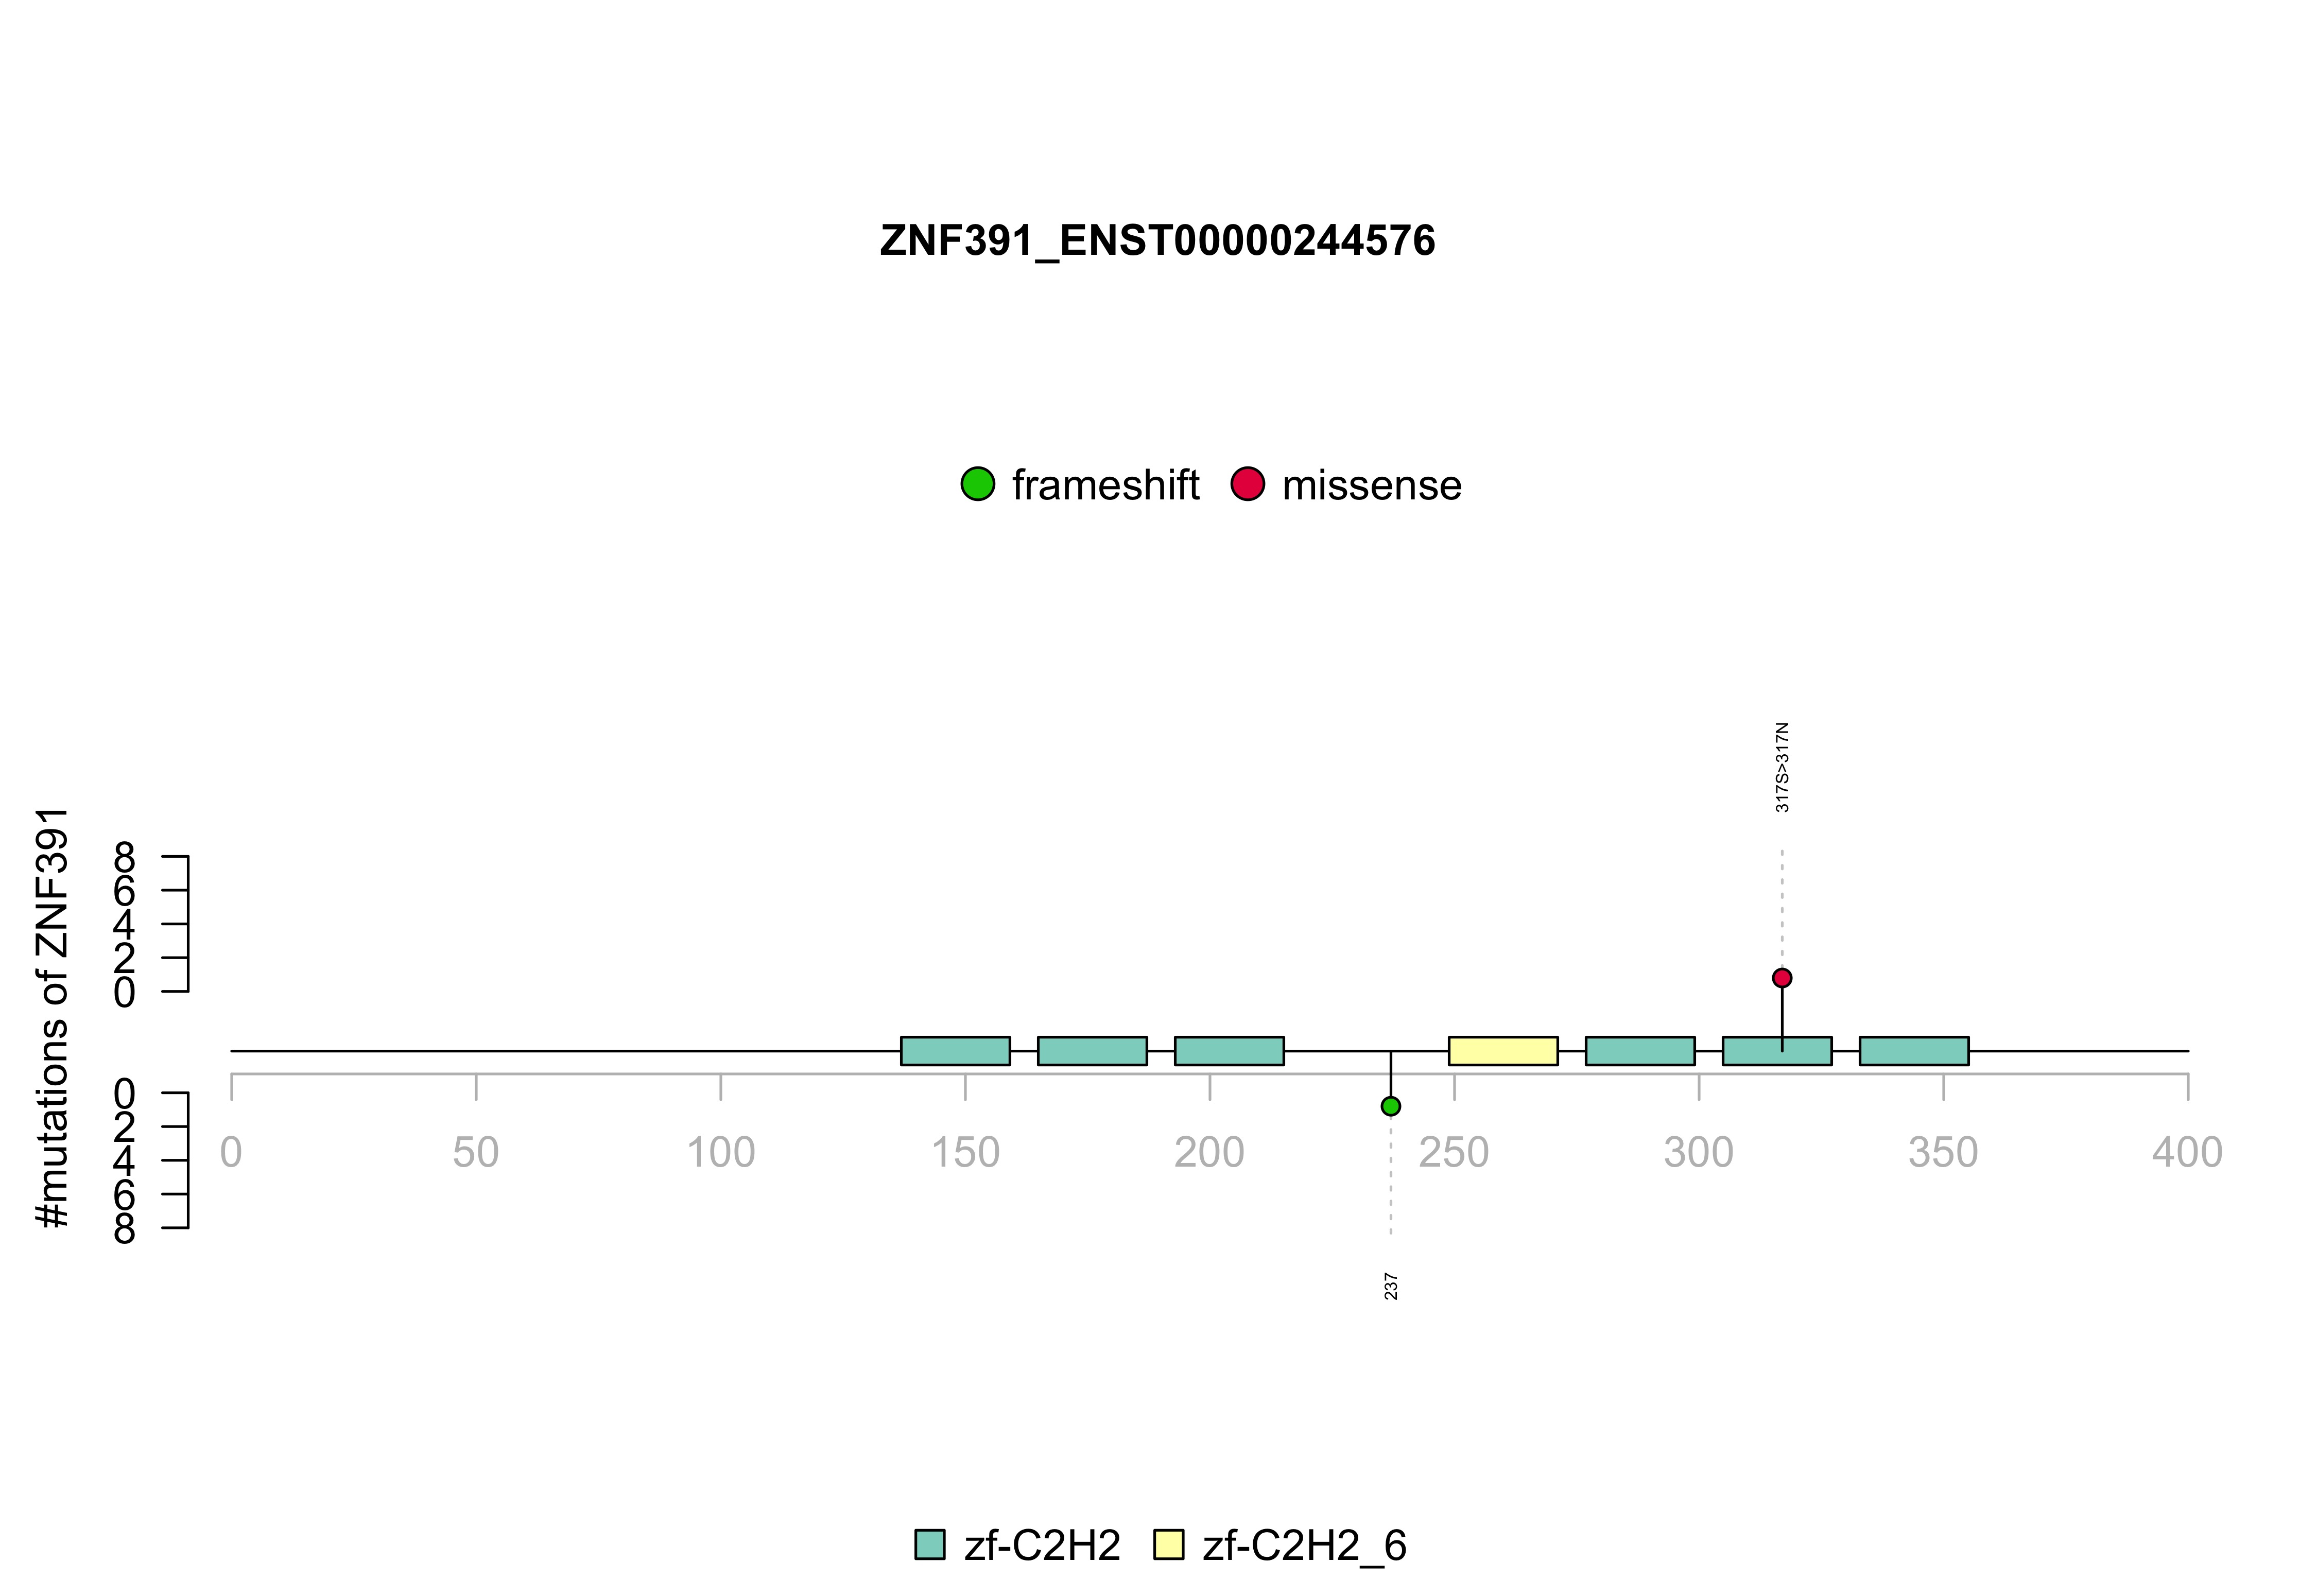 ZNF391_ENST00000244576
frameshift missense
317S>317N
#mutations of ZNF391
8
6
4
2
0
0
2
4
6
8
0 50 100 150 200 250 300 350 400
237
zf-C2H2 zf-C2H2_6